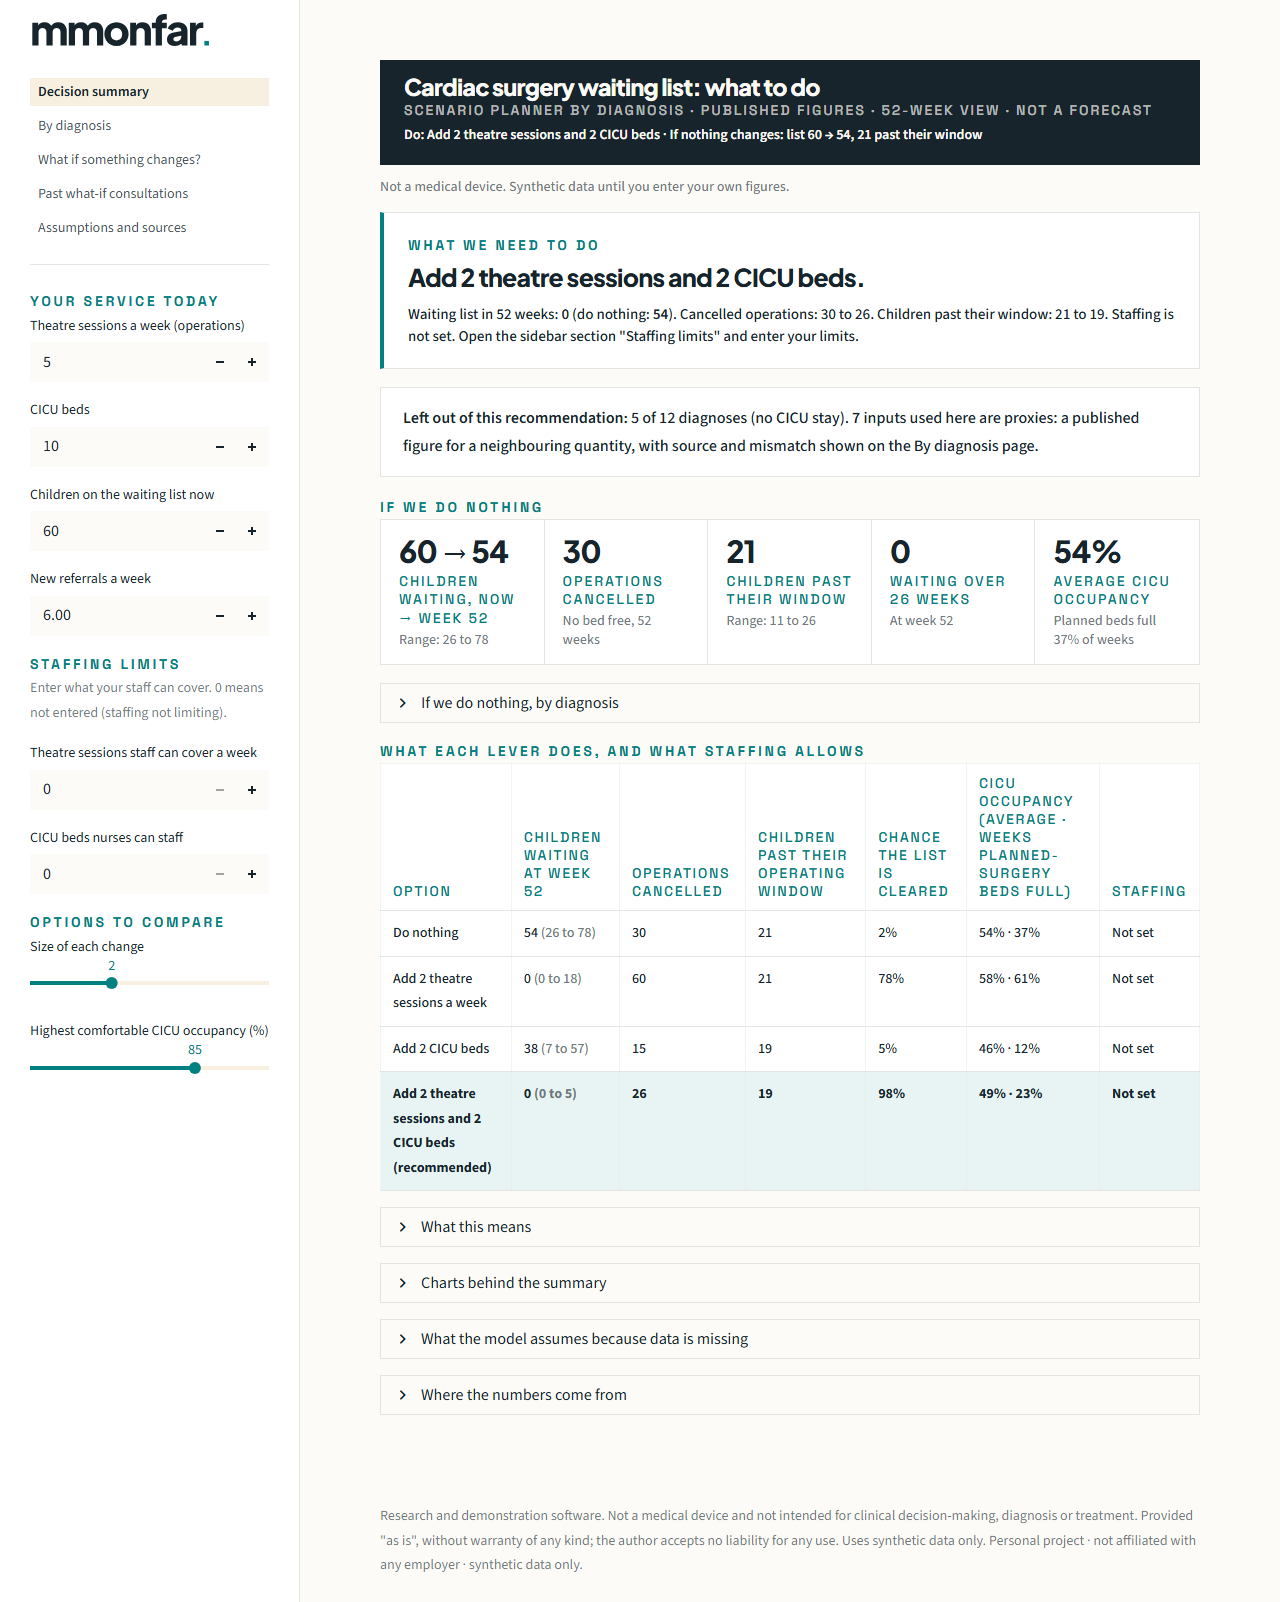 mmonfar.
Decision summary
By diagnosis
What if something changes?
Past what-if consultations
Assumptions and sources
YOUR SERVICE TODAY
Theatre sessions a week (operations)
5
CICU beds
10
Children on the waiting list now
60
New referrals a week
6.00
STAFFING LIMITS
Enter what your staff can cover. 0 means
not entered (staffing not limiting).
Theatre sessions staff can cover a week
0
CICU beds nurses can staff
0
OPTIONS TO COMPARE
Size of each change
2
Highest comfortable CICU occupancy (%)
85
Cardiac surgery waiting list: what to do
SCENARIO PLANNER BY DIAGNOSIS · PUBLISHED FIGURES · 52-WEEK VIEW · NOT A FORECAST
Do: Add 2 theatre sessions and 2 CICU beds · If nothing changes: list 60 → 54, 21 past their window
Not a medical device. Synthetic data until you enter your own figures.
WHAT WE NEED TO DO
Add 2 theatre sessions and 2 CICU beds.
Waiting list in 52 weeks: 0 (do nothing: 54). Cancelled operations: 30 to 26. Children past their window: 21 to 19. Staffing is
not set. Open the sidebar section "Staffing limits" and enter your limits.
Left out of this recommendation: 5 of 12 diagnoses (no CICU stay). 7 inputs used here are proxies: a published
figure for a neighbouring quantity, with source and mismatch shown on the By diagnosis page.
IF WE DO NOTHING
60 → 54
CHILDREN
WAITING, NOW
→ WEEK 52
Range: 26 to 78
30
OPERATIONS
CANCELLED
No bed free, 52
weeks
21
CHILDREN PAST
THEIR WINDOW
Range: 11 to 26
0
WAITING OVER
26 WEEKS
At week 52
54%
AVERAGE CICU
OCCUPANCY
Planned beds full
37% of weeks
If we do nothing, by diagnosis
WHAT EACH LEVER DOES, AND WHAT STAFFING ALLOWS
OPTION
CHILDREN
WAITING
AT WEEK
52
OPERATIONS
CANCELLED
CHILDREN
PAST THEIR
OPERATING
WINDOW
CHANCE
THE LIST
IS
CLEARED
CICU
OCCUPANCY
(AVERAGE ·
WEEKS
PLANNED-
SURGERY
BEDS FULL)
STAFFING
Do nothing
54 (26 to 78)
30
21
2%
54% · 37%
Not set
Add 2 theatre
sessions a week
0 (0 to 18)
60
21
78%
58% · 61%
Not set
Add 2 CICU beds
38 (7 to 57)
15
19
5%
46% · 12%
Not set
Add 2 theatre
sessions and 2
CICU beds
(recommended)
0 (0 to 5)
26
19
98%
49% · 23%
Not set
What this means
Charts behind the summary
What the model assumes because data is missing
Where the numbers come from
Research and demonstration software. Not a medical device and not intended for clinical decision-making, diagnosis or treatment. Provided
"as is", without warranty of any kind; the author accepts no liability for any use. Uses synthetic data only. Personal project · not affiliated with
any employer · synthetic data only.